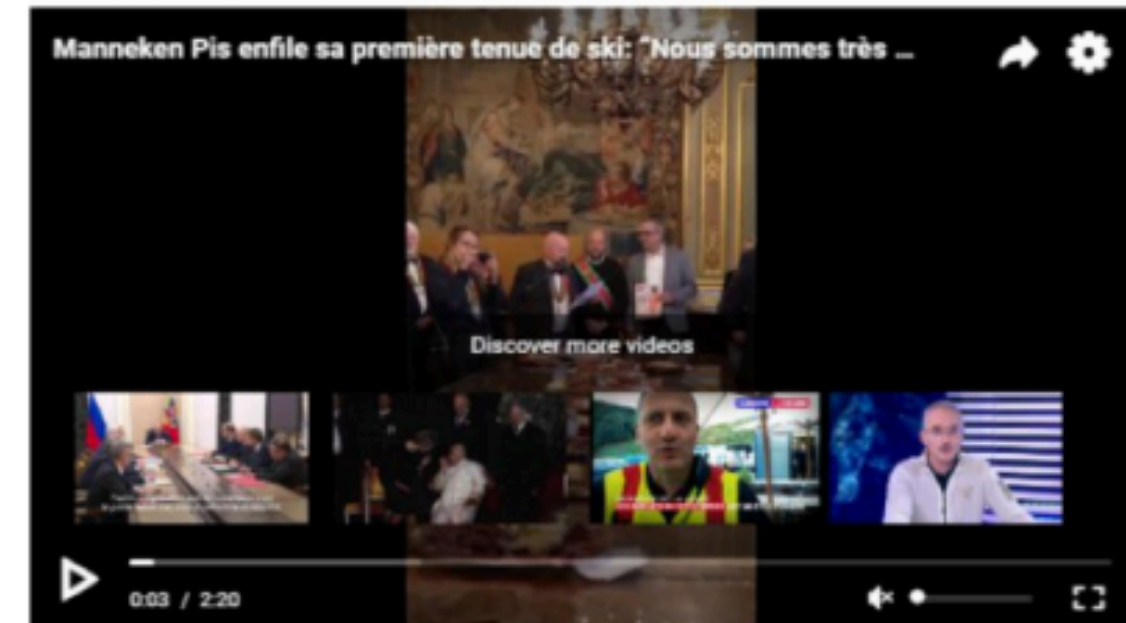 Manneken Pis enfile sa première tenue de ski: “Nous sommes très ...
Discover more videos
0:03 / 2:20